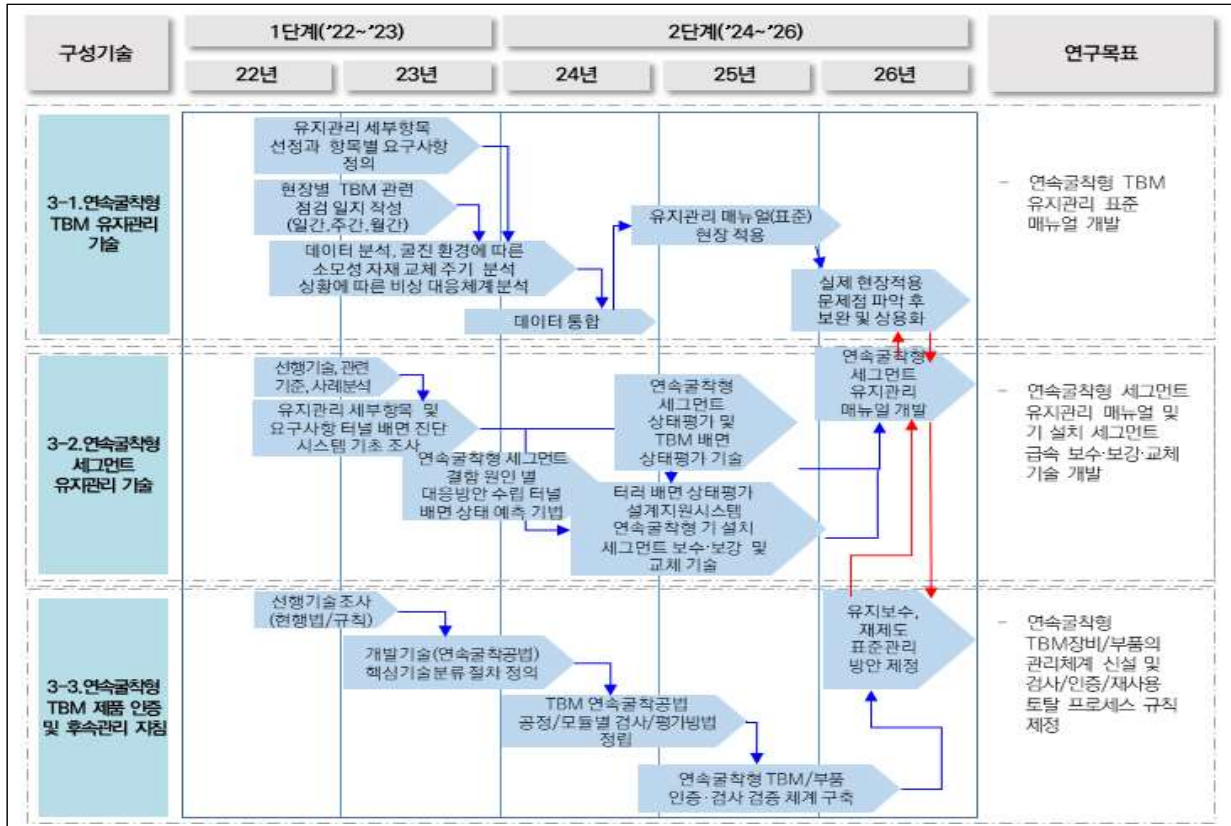 구성기술
1단계('22~'23)
2단계('24~'26)
연구목표
22년
23년
24년
25년
26년
3-1.연속굴착형
TBM 유지관리
기술
유지관리 세부항목
선정과 항목별 요구사항
정의
현장별 TBM 관련
점검 일지 작성
(일간,주간,월간)
데이터 분석, 굴진 환경에 따른
소모성 자재 교체 주기 분석
상황에 따른 비상 대응체계분석
데이터 통합
유지관리 매뉴얼(표준)
현장 적용
실제 현장적용
문제점 파악 후
보완 및 상용화
- 연속굴착형 TBM
유지관리 표준
매뉴얼 개발
3-2.연속굴착형
세그먼트
유지관리 기술
선행기술, 관련
기준, 사례분석
유지관리 세부항목 및
요구사항 터널 배면 진단
시스템 기초 조사
연속굴착형 세그먼트
결함 원인 별
대응방안 수립 터널
배면 상태 예측 기법
연속굴착형
세그먼트
상태평가 및
TBM 배면
상태평가 기술
터러 배면 상태평가
설계지원시스템
연속굴착형 기 설치
세그먼트 보수·보강 및
교체 기술
연속굴착형
세그먼트
유지관리
매뉴얼 개발
- 연속굴착형 세그먼트
유지관리 매뉴얼 및
기 설치 세그먼트
급속 보수·보강·교체
기술 개발
3-3.연속굴착형
TBM 제품 인증
및 후속관리 지침
선행기술조사
(현행법/규칙)
개발기술(연속굴착공법)
핵심기술분류 절차 정의
TBM 연속굴착공법
공정/모듈별 검사/평가방법
정립
연속굴착형 TBM/부품
인증·검사 검증 체계 구축
유지보수,
재제도
표준관리
방안 제정
- 연속굴착형
TBM장비/부품의
관리체계 신설 및
검사/인증/재사용
토탈 프로세스 규칙
제정